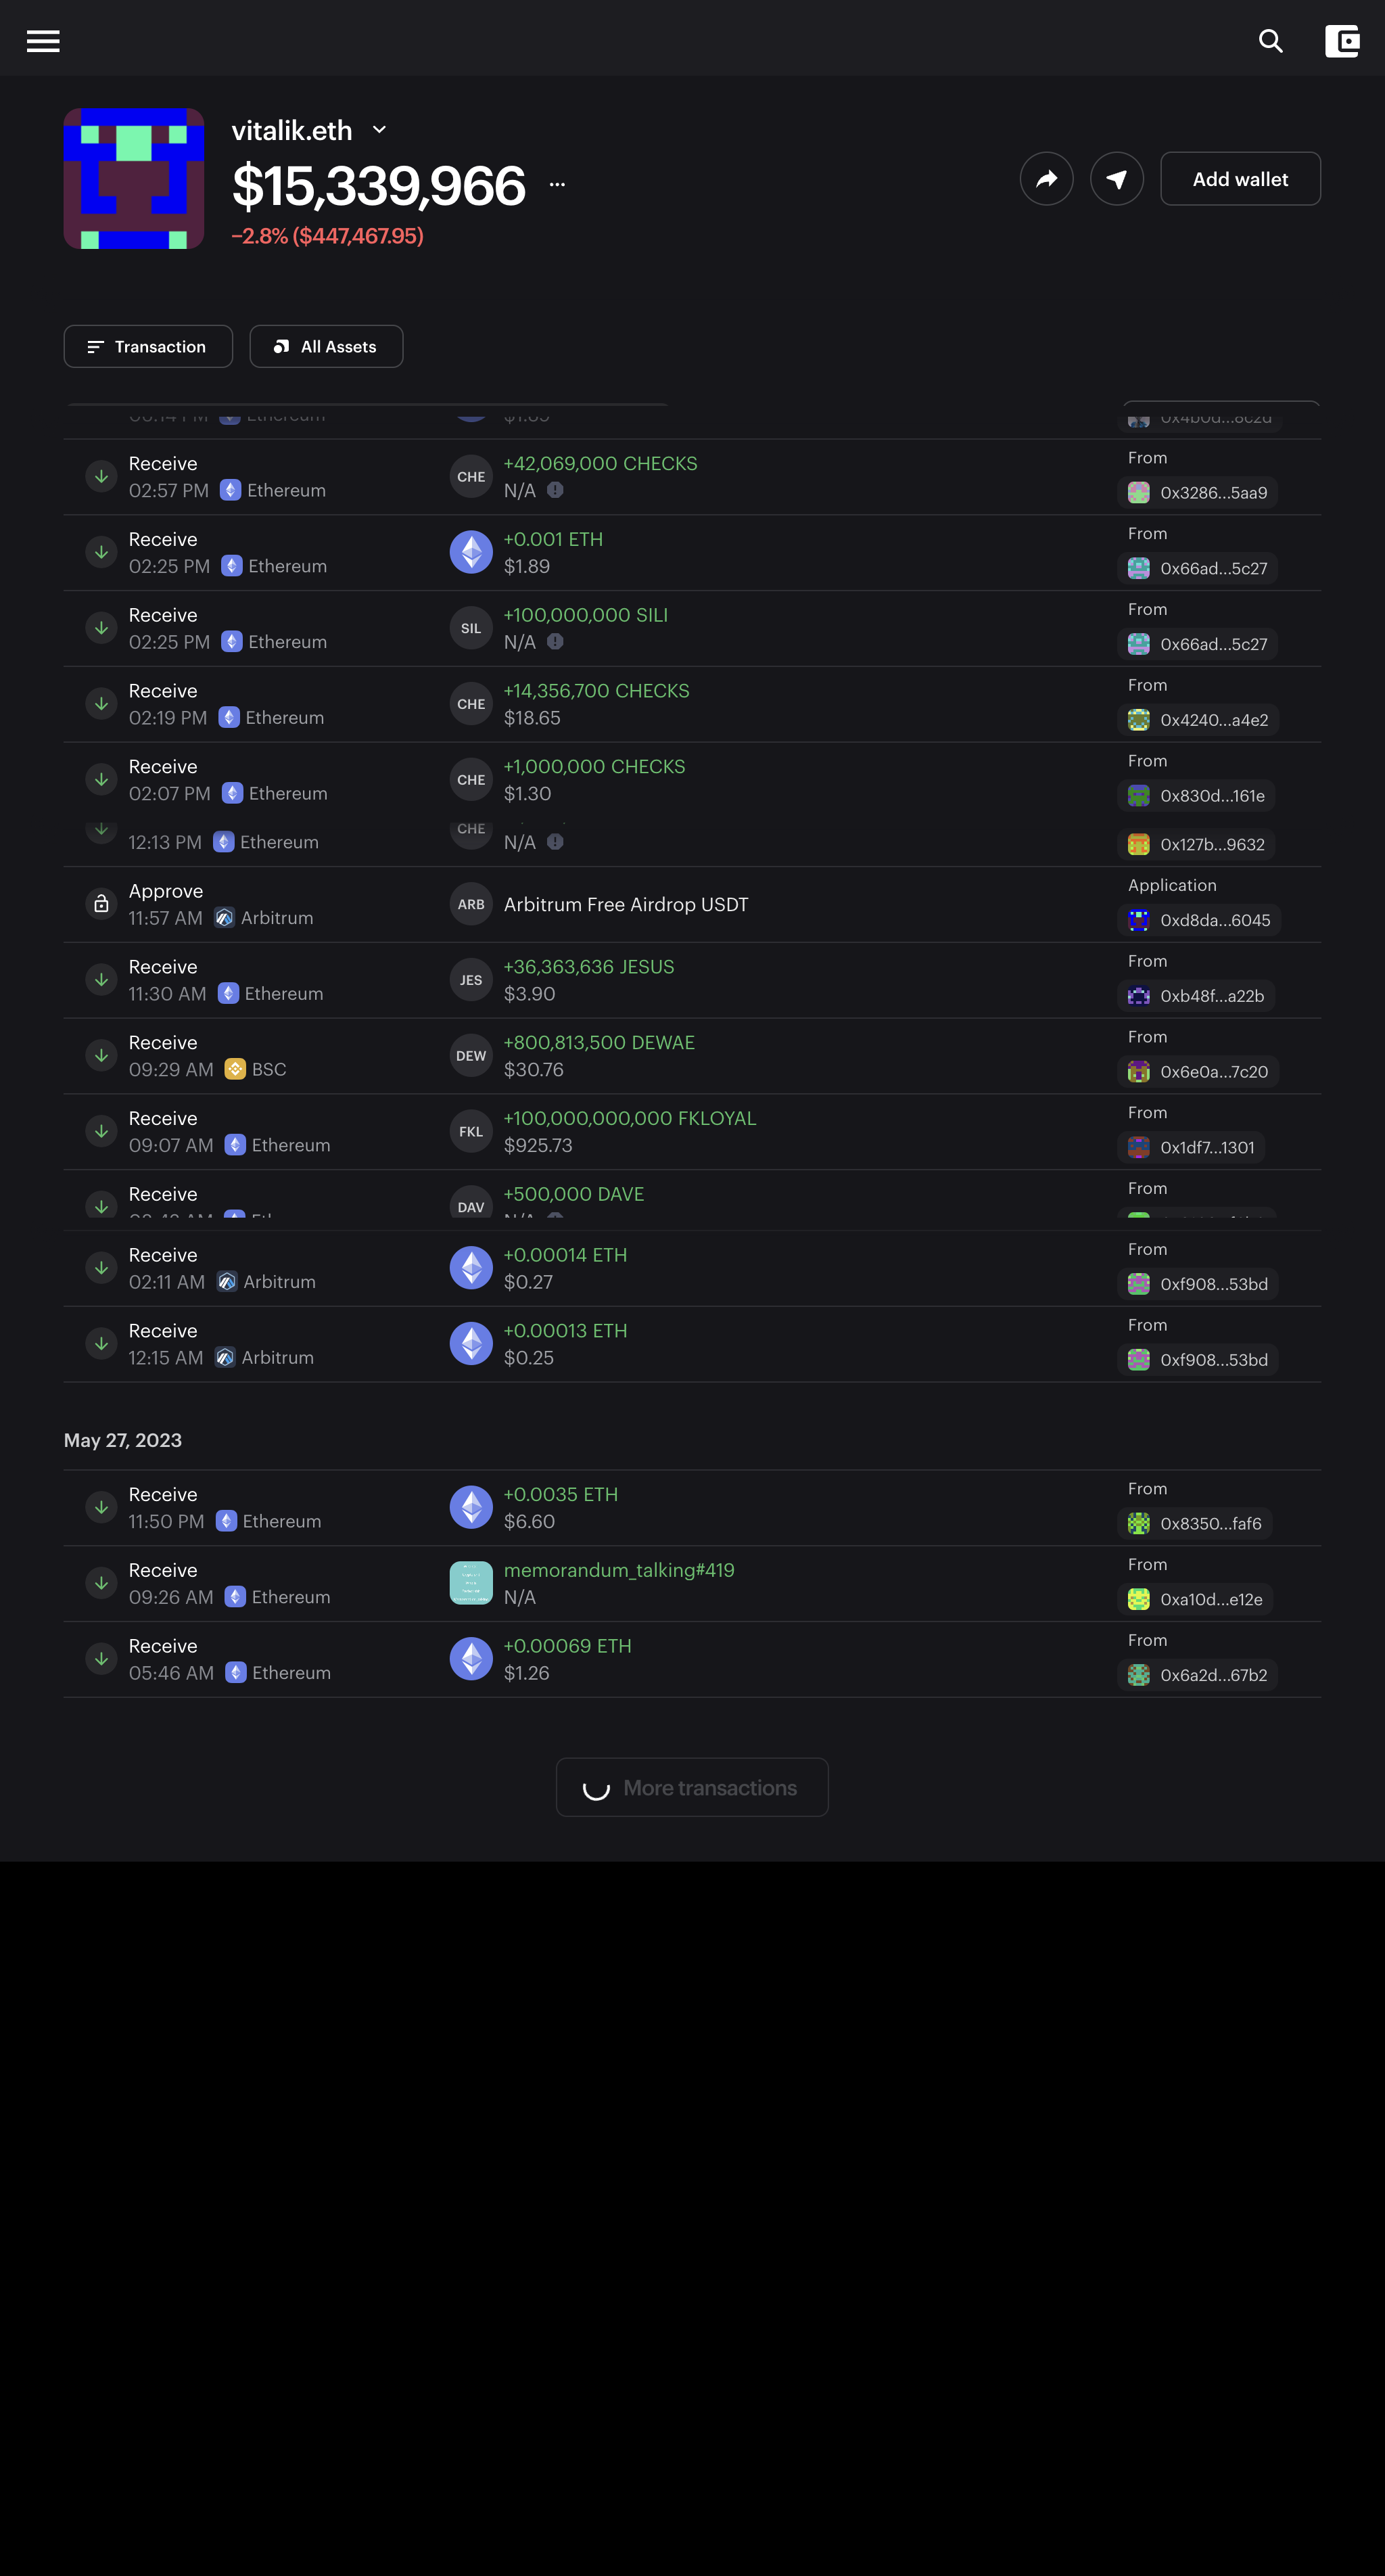 vitalik.eth
$15,339,966 ...
−2.8% ($447,467.95)
Add wallet
Transaction
All Assets
Receive
02:57 PM Ethereum
CHE
+42,069,000 CHECKS
N/A
From
0x3286...5aa9
Receive
02:25 PM Ethereum
+0.001 ETH
$1.89
From
0x66ad...5c27
Receive
02:25 PM Ethereum
SIL
+100,000,000 SILI
N/A
From
0x66ad...5c27
Receive
02:19 PM Ethereum
CHE
+14,356,700 CHECKS
$18.65
From
0x4240...a4e2
Receive
02:07 PM Ethereum
CHE
+1,000,000 CHECKS
$1.30
From
0x830d...161e
12:13 PM Ethereum
CHE
N/A
0x127b...9632
Approve
11:57 AM Arbitrum
ARB
Arbitrum Free Airdrop USDT
Application
0xd8da...6045
Receive
11:30 AM Ethereum
JES
+36,363,636 JESUS
$3.90
From
0xb48f...a22b
Receive
09:29 AM BSC
DEW
+800,813,500 DEWAE
$30.76
From
0x6e0a...7c20
Receive
09:07 AM Ethereum
FKL
+100,000,000,000 FKLOYAL
$925.73
From
0x1df7...1301
Receive
DAV
+500,000 DAVE
From
Receive
02:11 AM Arbitrum
+0.00014 ETH
$0.27
From
0xf908...53bd
Receive
12:15 AM Arbitrum
+0.00013 ETH
$0.25
From
0xf908...53bd
May 27, 2023
Receive
11:50 PM Ethereum
+0.0035 ETH
$6.60
From
0x8350...faf6
Receive
09:26 AM Ethereum
memorandum_talking#419
N/A
From
0xa10d...e12e
Receive
05:46 AM Ethereum
+0.00069 ETH
$1.26
From
0x6a2d...67b2
More transactions